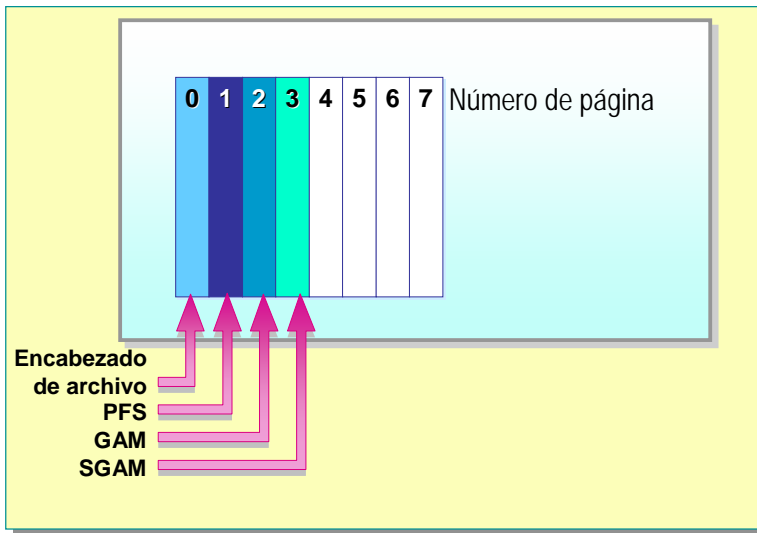 0 1 2 3 4 5 6 7 Número de página
Encabezado
de archivo
PFS
GAM
SGAM